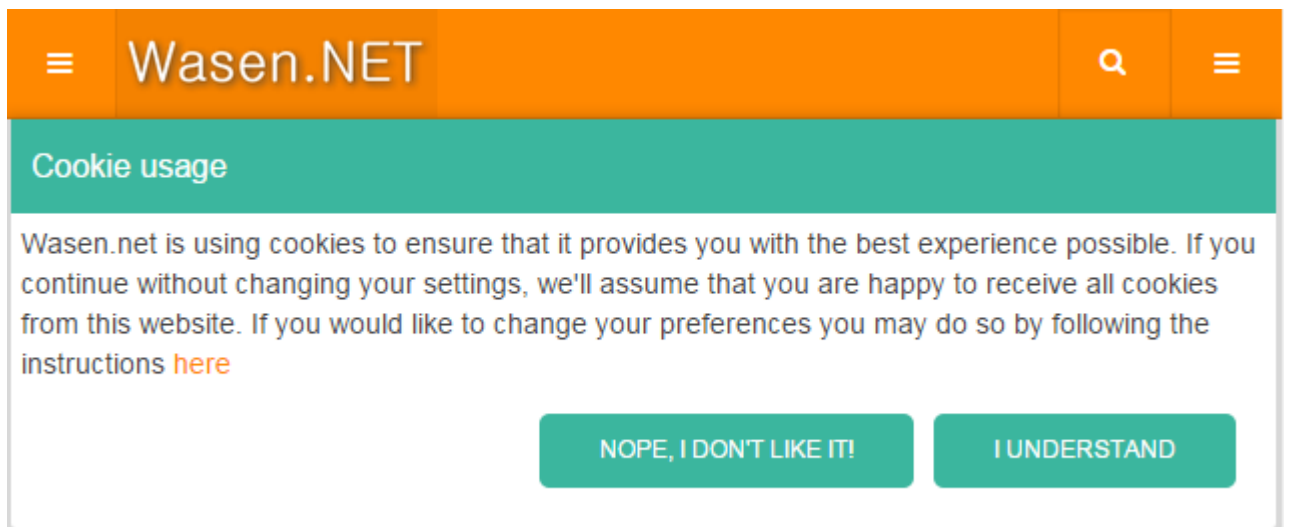 Wasen.NET
Cookie usage
Wasen.net is using cookies to ensure that it provides you with the best experience possible. If you
continue without changing your settings, we'll assume that you are happy to receive all cookies
from this website. If you would like to change your preferences you may do so by following the
instructions here
NOPE, I DON'T LIKE IT! I UNDERSTAND